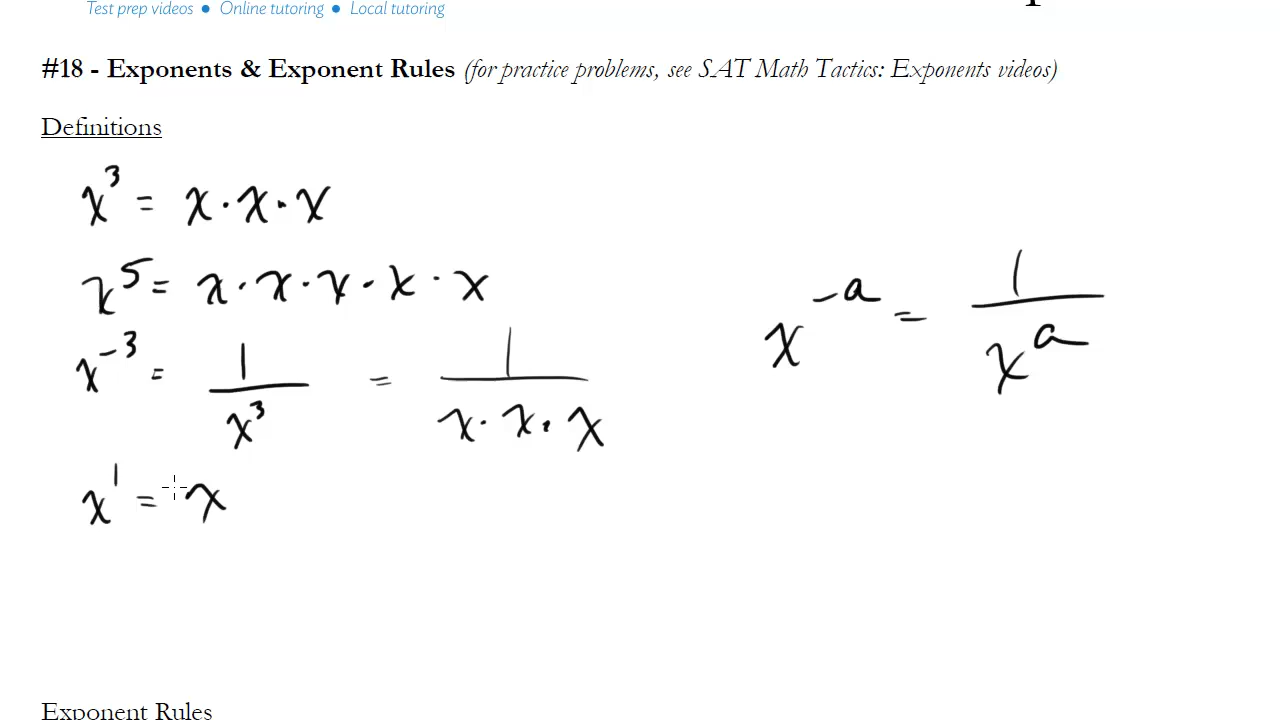 Test prep videos ● Online tutoring ● Local tutoring
#18 - Exponents & Exponent Rules (for practice problems, see SAT Math Tactics: Exponents videos)
Definitions
x³ = x · x · x
x⁵ = x · x · x · x · x
x⁻³ = 1/x³ = 1/(x · x · x)
x¹ = x
x⁻ᵃ = 1/xᵃ
Exponent Rules